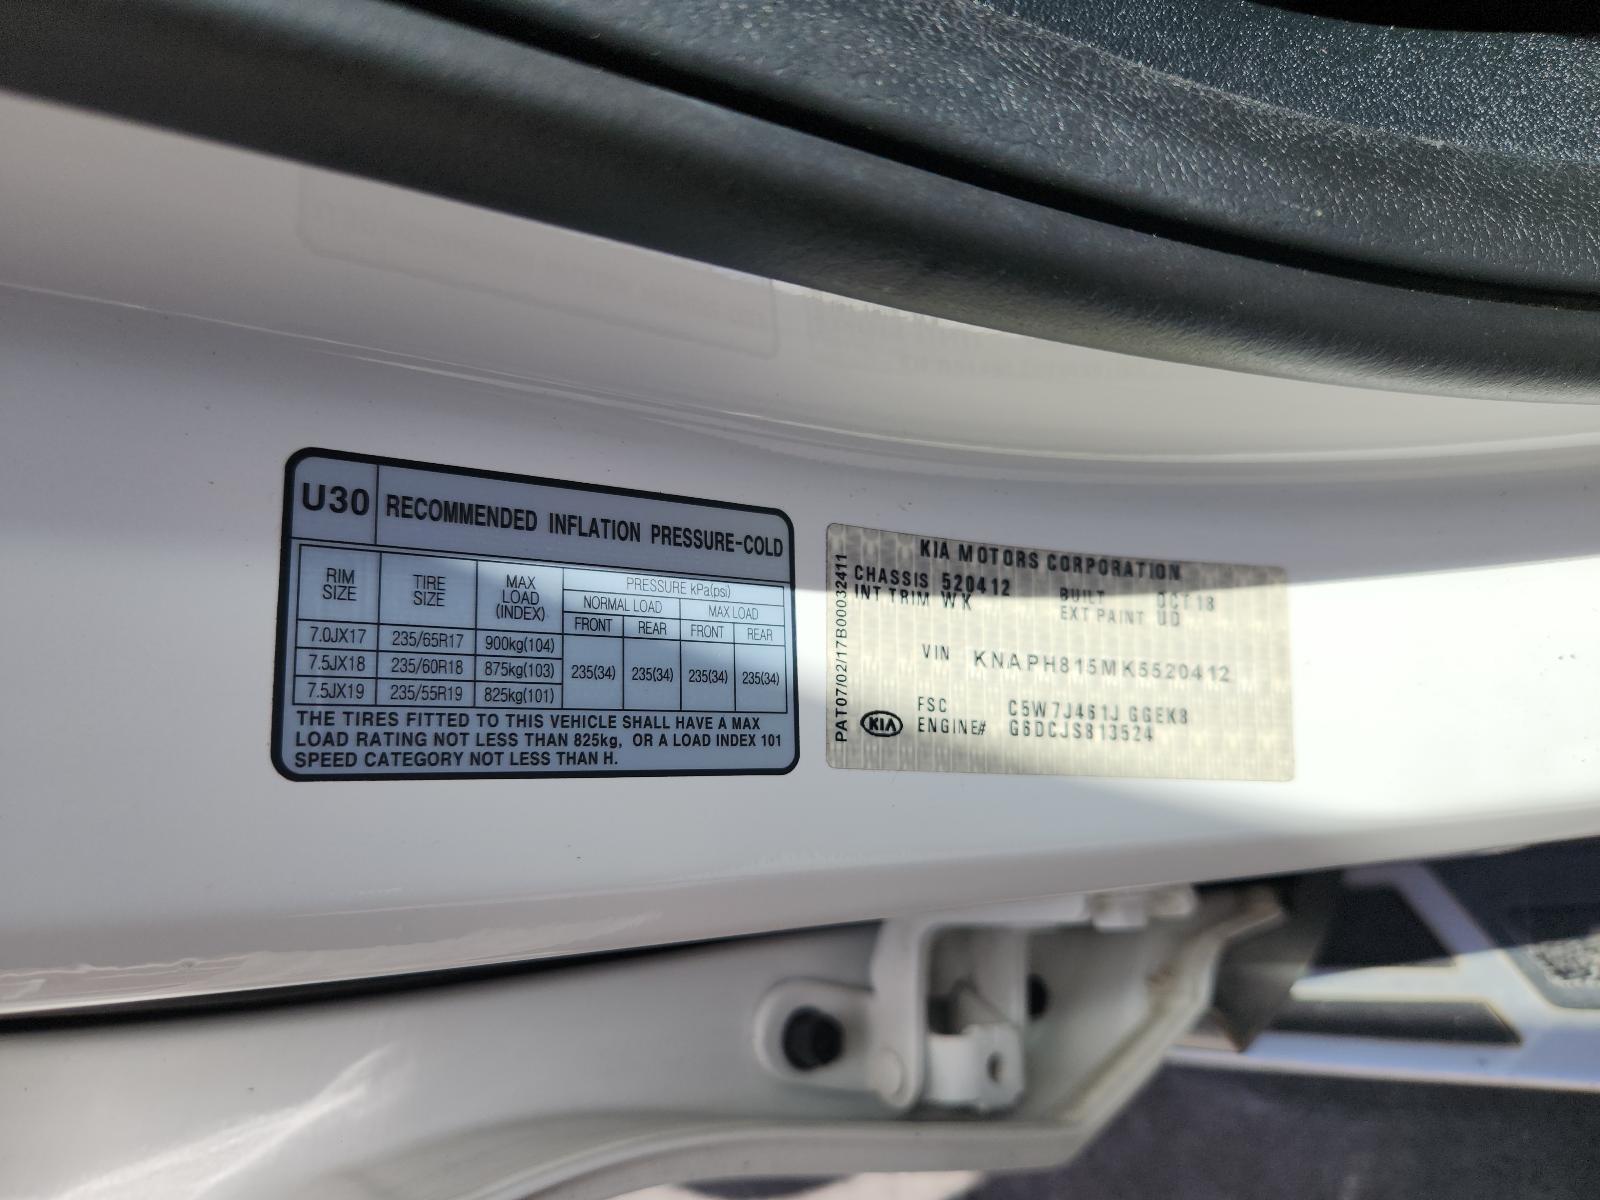 U30 RECOMMENDED INFLATION PRESSURE-COLD
RIM SIZE TIRE SIZE MAX LOAD (INDEX) PRESSURE kPa(psi)
NORMAL LOAD MAX LOAD
FRONT REAR FRONT REAR
7.0JX17 235/65R17 900kg(104)
7.5JX18 235/60R18 875kg(103) 235(34) 235(34) 235(34) 235(34)
7.5JX19 235/55R19 825kg(101)
THE TIRES FITTED TO THIS VEHICLE SHALL HAVE A MAX
LOAD RATING NOT LESS THAN 825kg, OR A LOAD INDEX 101
SPEED CATEGORY NOT LESS THAN H.
PAT07/02/17B00032411
KIA MOTORS CORPORATION
CHASSIS 520412 BUILT OCT18
INT TRIM WK EXT PAINT UD
VIN KNAPH815MK5520412
FSC C5W7J461J GGEK8
KIA ENGINE# G6DCJS813524